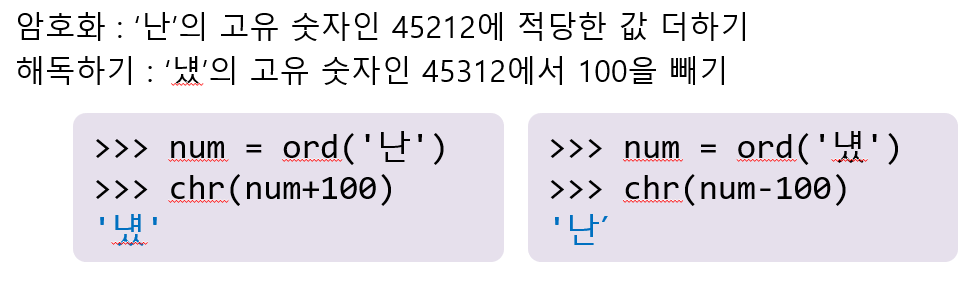 암호화 : ‘난’의 고유 숫자인 45212에 적당한 값 더하기
해독하기 : ‘넀’의 고유 숫자인 45312에서 100을 빼기
>>> num = ord('난')
>>> chr(num+100)
'넀'
>>> num = ord('넀')
>>> chr(num-100)
'난’